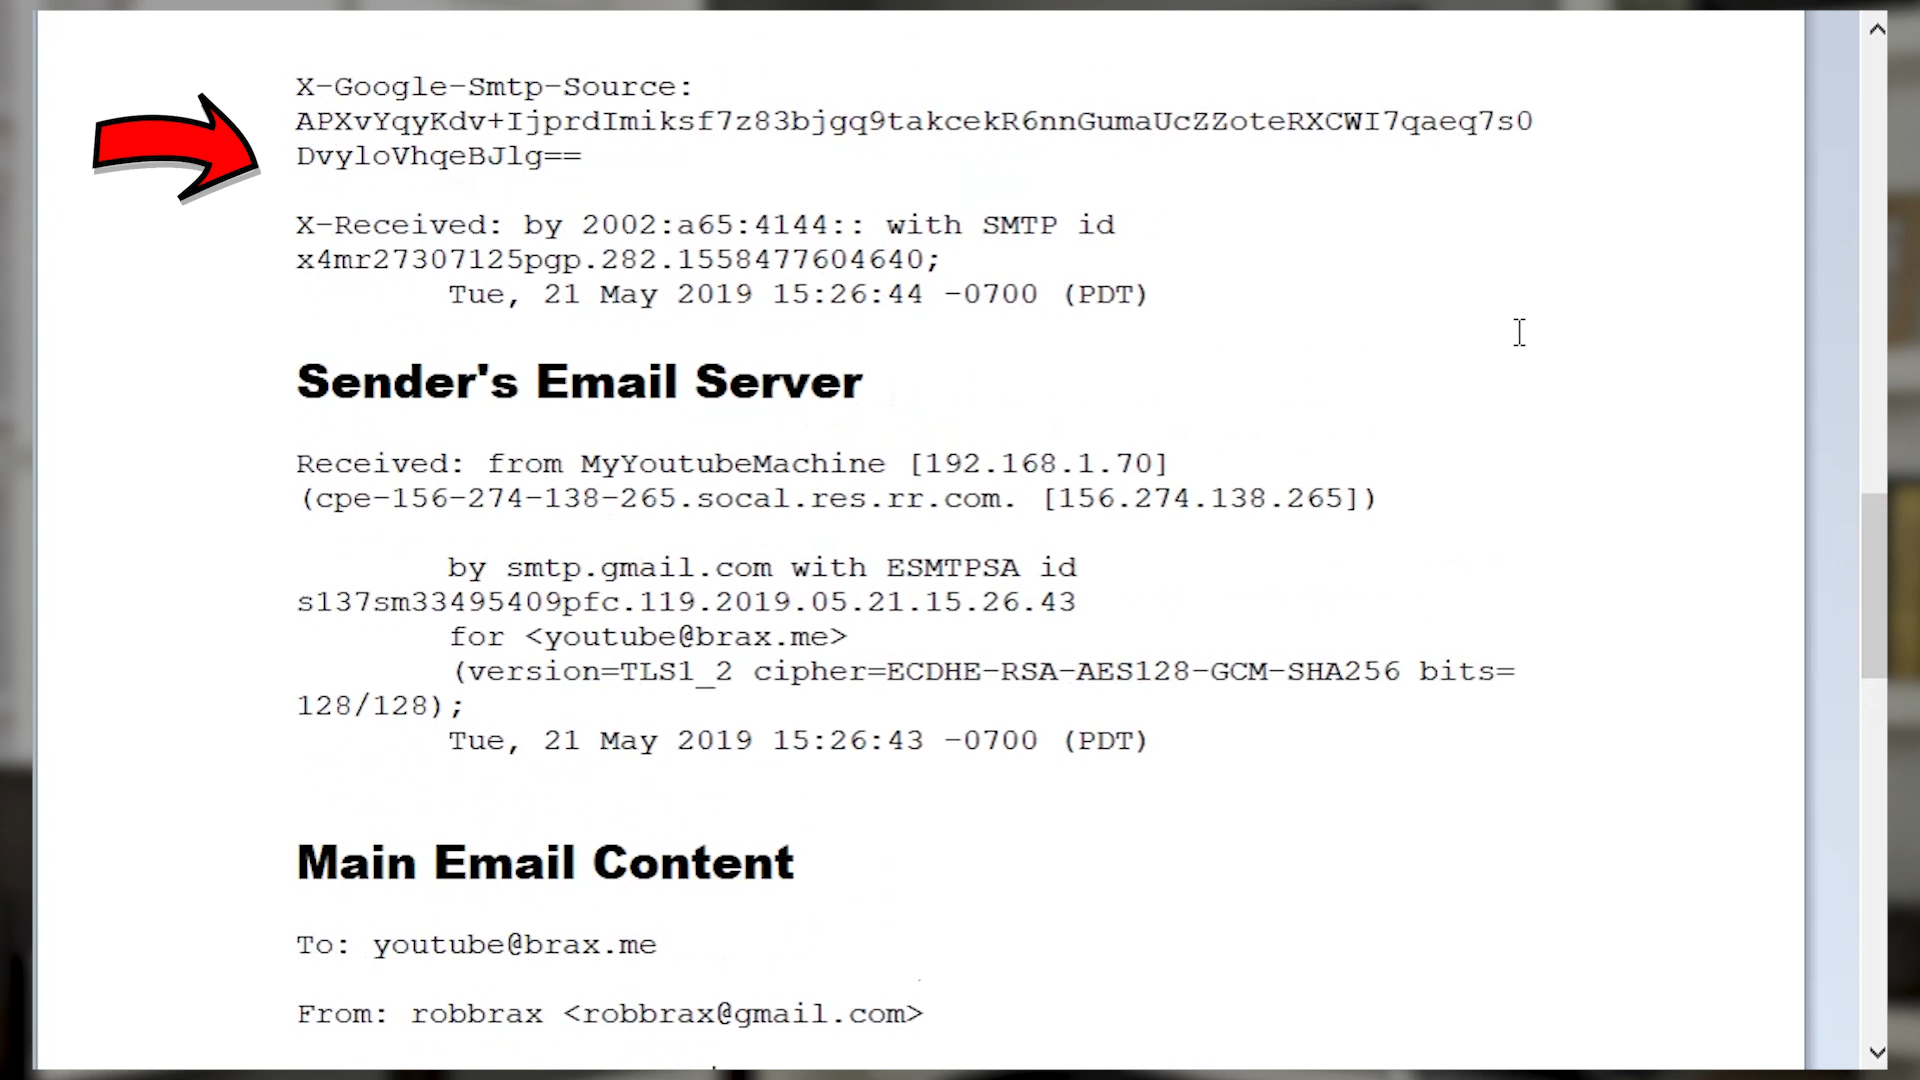 X-Google-Smtp-Source:
APXvYqyKdv+IjprdImiksf7z83bjgq9takcekR6nnGumaUcZZoteRXCWI7qaeq7s0
DvyloVhqeBJlg==
X-Received: by 2002:a65:4144:: with SMTP id
x4mr27307125pgp.282.1558477604640;
Tue, 21 May 2019 15:26:44 -0700 (PDT)
Sender's Email Server
Received: from MyYoutubeMachine [192.168.1.70]
(cpe-156-274-138-265.socal.res.rr.com. [156.274.138.265])
by smtp.gmail.com with ESMTPSA id
s137sm33495409pfc.119.2019.05.21.15.26.43
for <youtube@brax.me>
(version=TLS1_2 cipher=ECDHE-RSA-AES128-GCM-SHA256 bits=
128/128);
Tue, 21 May 2019 15:26:43 -0700 (PDT)
Main Email Content
To: youtube@brax.me
From: robbrax <robbrax@gmail.com>